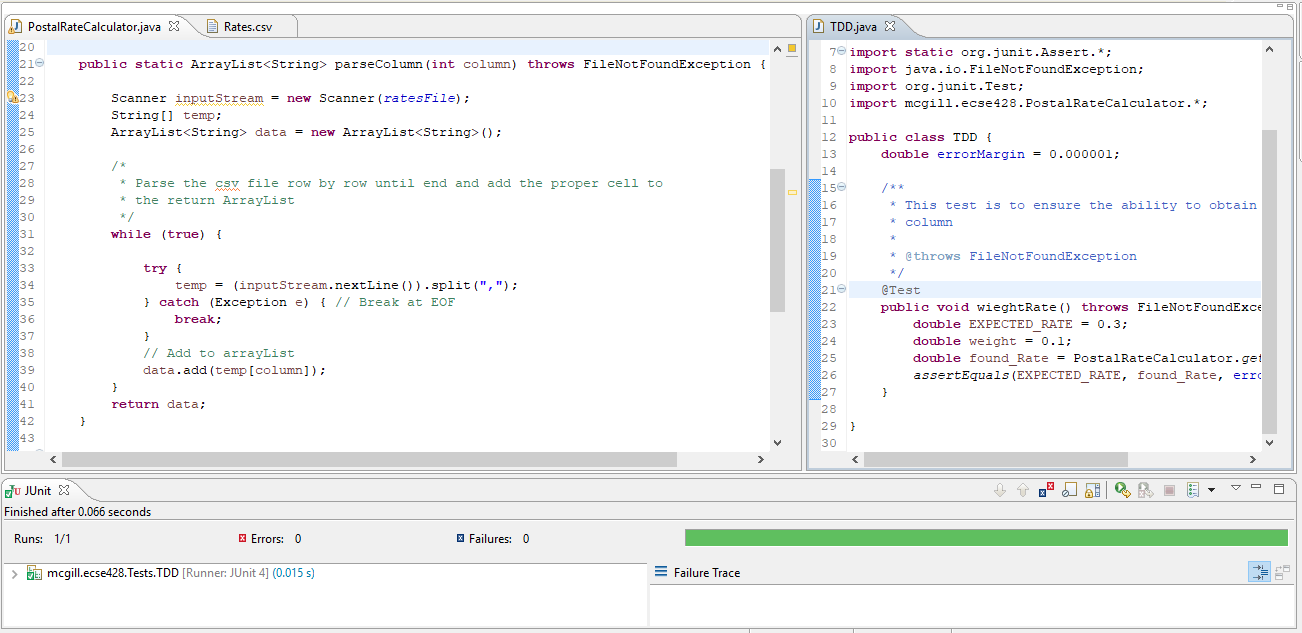 PostalRateCalculator.java
Rates.csv
20
21 public static ArrayList<String> parseColumn(int column) throws FileNotFoundException {
22
23 Scanner inputStream = new Scanner(ratesFile);
24 String[] temp;
25 ArrayList<String> data = new ArrayList<String>();
26
27 /*
28 * Parse the csv file row by row until end and add the proper cell to
29 * the return ArrayList
30 */
31 while (true) {
32
33 try {
34 temp = (inputStream.nextLine()).split(",");
35 } catch (Exception e) { // Break at EOF
36 break;
37 }
38 // Add to arrayList
39 data.add(temp[column]);
40 }
41 return data;
42 }
43
TDD.java
7 import static org.junit.Assert.*;
8 import java.io.FileNotFoundException;
9 import org.junit.Test;
10 import mcgill.ecse428.PostalRateCalculator.*;
11
12 public class TDD {
13 double errorMargin = 0.000001;
14
15 /**
16 * This test is to ensure the ability to obtain
17 * column
18 *
19 * @throws FileNotFoundException
20 */
21 @Test
22 public void wieghtRate() throws FileNotFoundExce
23 double EXPECTED_RATE = 0.3;
24 double weight = 0.1;
25 double found_Rate = PostalRateCalculator.get
26 assertEquals(EXPECTED_RATE, found_Rate, erro
27 }
28
29 }
30
JUnit
Finished after 0.066 seconds
Runs: 1/1 Errors: 0 Failures: 0
mcgill.ecse428.Tests.TDD [Runner: JUnit 4] (0.015 s)
Failure Trace